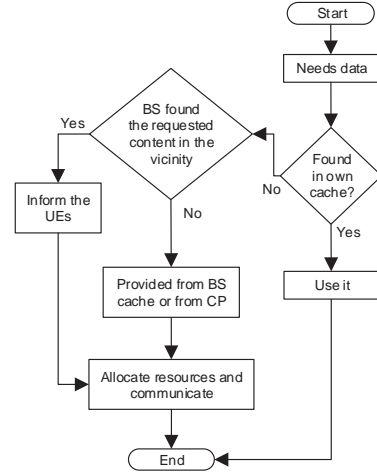 Start
Needs data
Found
in own
cache?
No
Yes
Use it
BS found
the requested
content in the
vicinity
Yes
No
Inform the
UEs
Provided from BS
cache or from CP
Allocate resources and
communicate
End